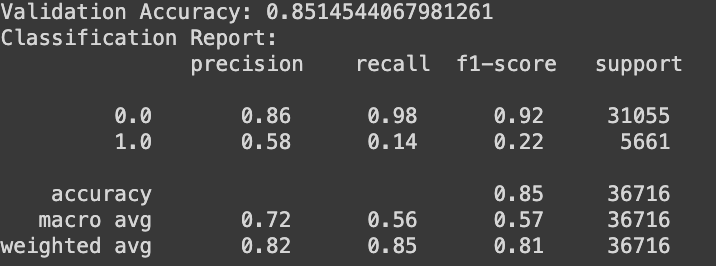 Validation Accuracy: 0.8514544067981261
Classification Report:
precision recall f1-score support
0.0 0.86 0.98 0.92 31055
1.0 0.58 0.14 0.22 5661
accuracy 0.85 36716
macro avg 0.72 0.56 0.57 36716
weighted avg 0.82 0.85 0.81 36716